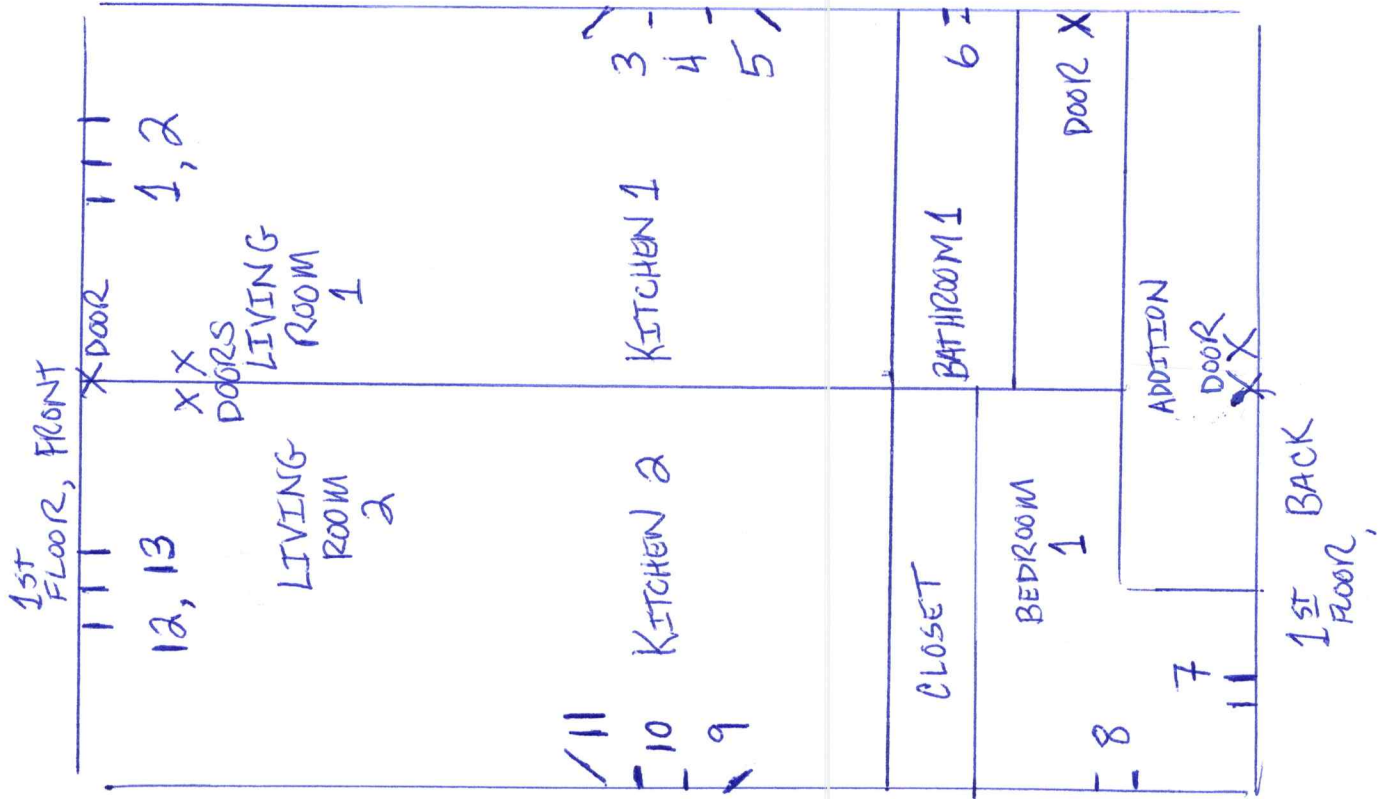 1ST
FLOOR, FRONT
X DOOR
12, 13
1, 2
X X
DOORS
LIVING
ROOM
2
LIVING
ROOM
1
11
10
9
KITCHEN 2
KITCHEN 1
3
4
5
CLOSET
BATHROOM 1
6
BEDROOM
1
DOOR X
8
7
ADDITION
DOOR
X X
1ST
FLOOR, BACK